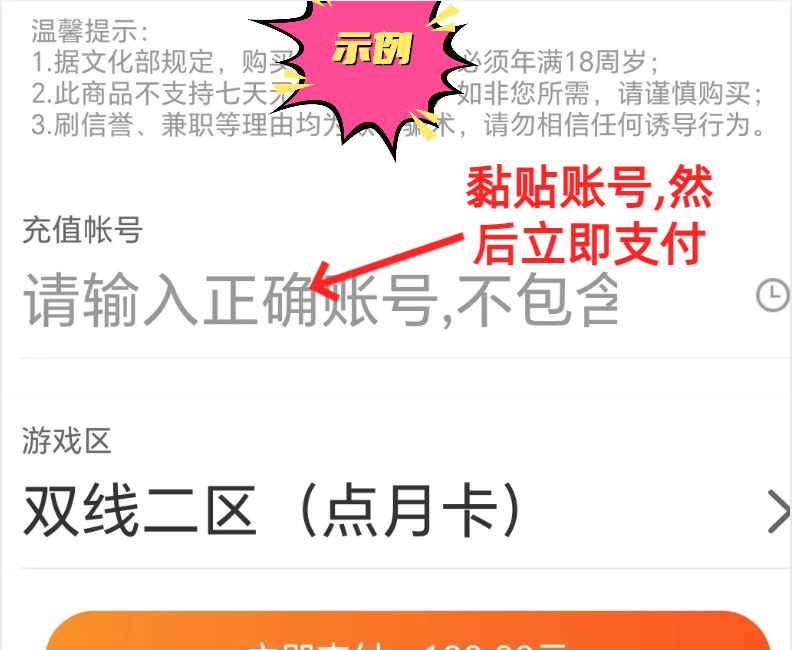 温馨提示:
示例
1.据文化部规定，购买 必须年满18周岁；
2.此商品不支持七天无 如非您所需，请谨慎购买；
3.刷信誉、兼职等理由均为 骗术，请勿相信任何诱导行为。
黏贴账号,然
后立即支付
充值帐号
请输入正确账号,不包含
游戏区
双线二区（点月卡）
立即支付